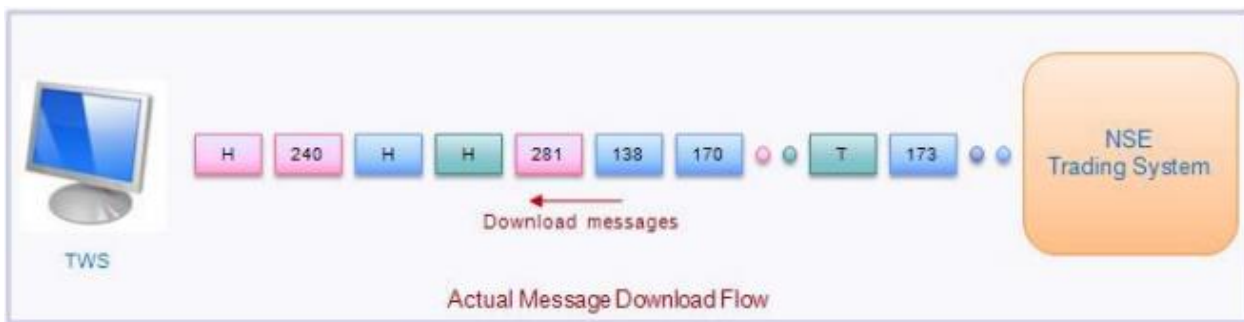 H 240 H H 281 138 170 T 173
NSE
Trading System
Download messages
TWS
Actual Message Download Flow